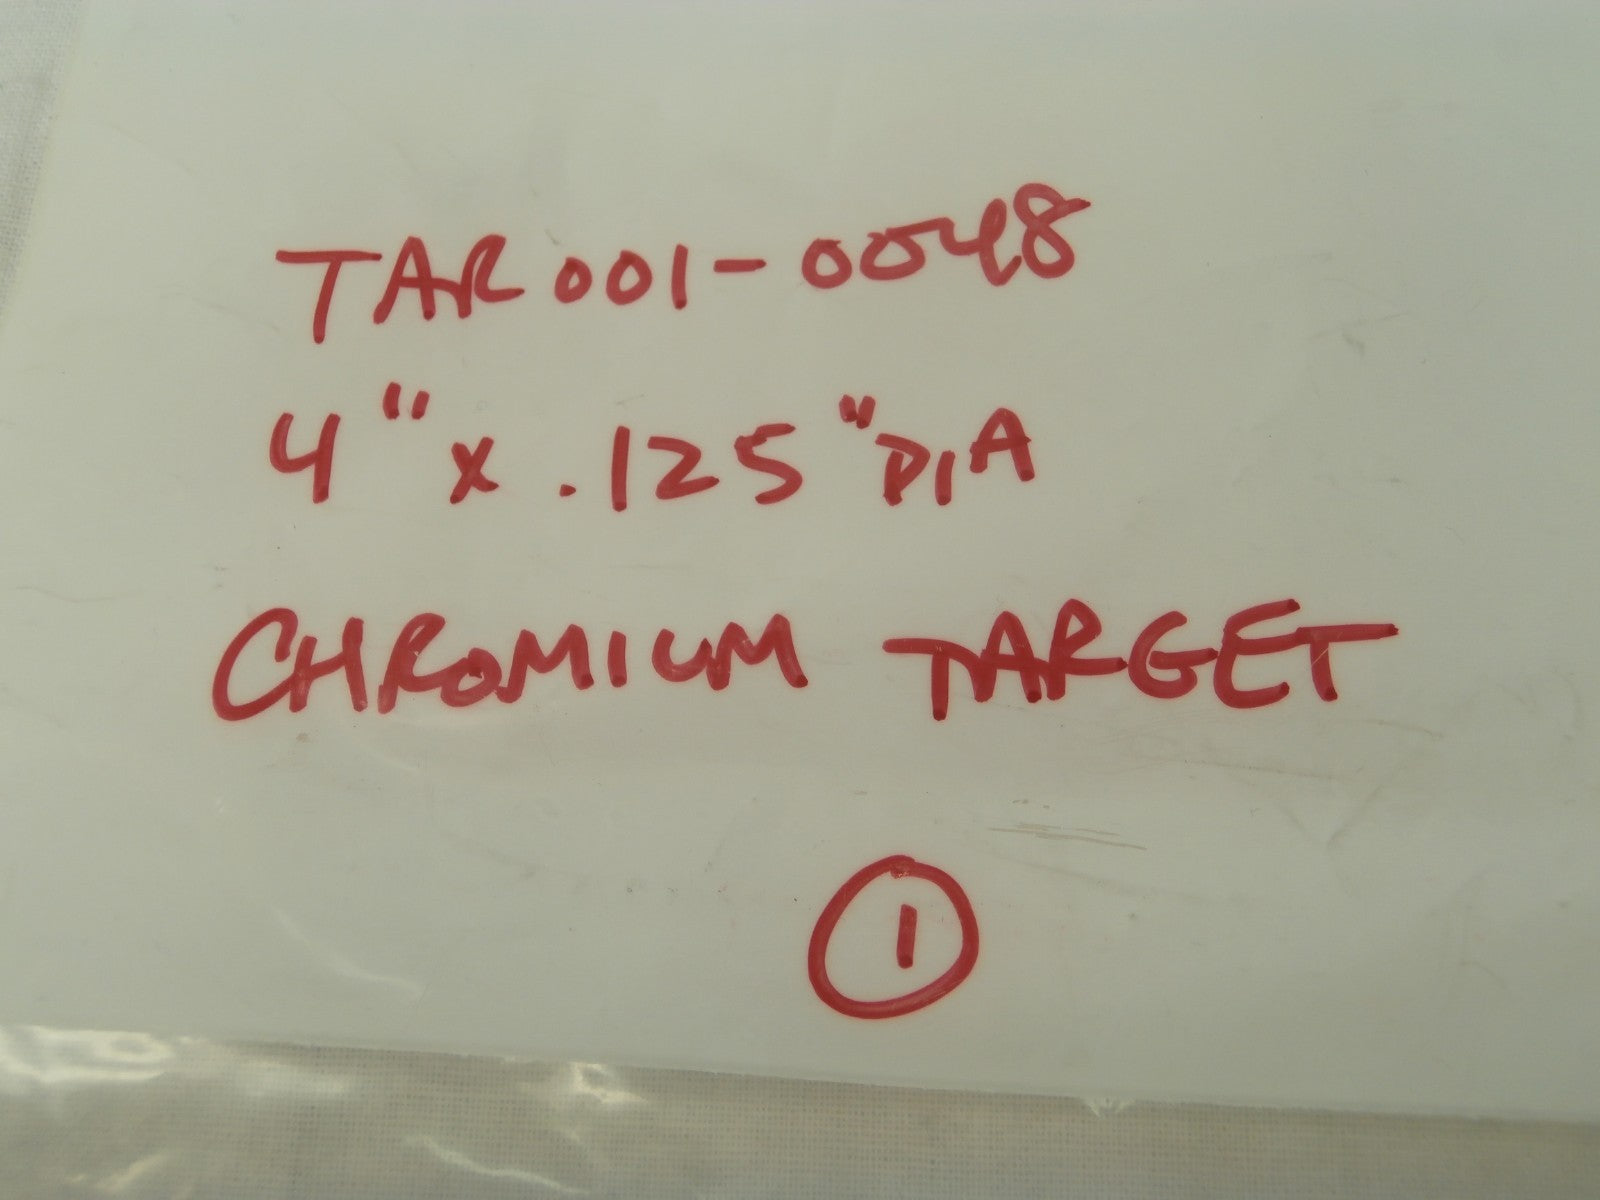 TAR001-0048
4" x .125" DIA
CHROMIUM TARGET
1